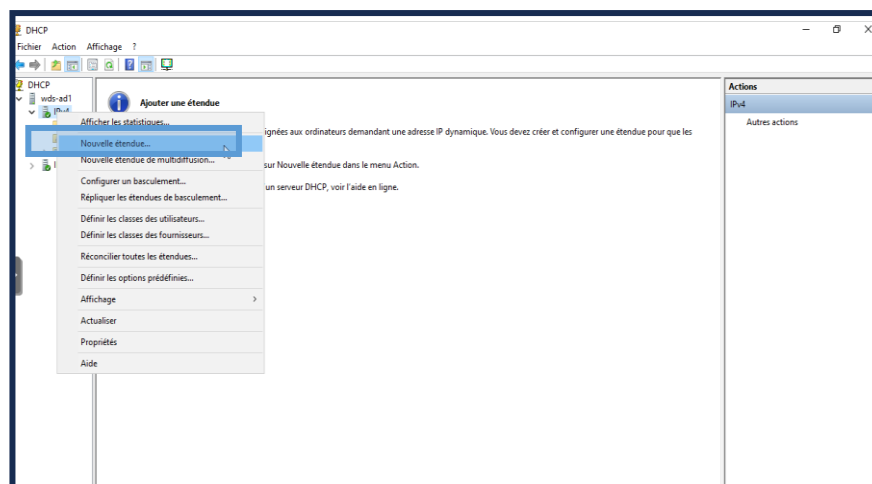 DHCP
Fichier Action Affichage ?
DHCP
wds-ad1
IPv4
Ajouter une étendue
ignées aux ordinateurs demandant une adresse IP dynamique. Vous devez créer et configurer une étendue pour que les
sur Nouvelle étendue dans le menu Action.
un serveur DHCP, voir l'aide en ligne.
Afficher les statistiques...
Nouvelle étendue...
Nouvelle étendue de multidiffusion...
Configurer un basculement...
Répliquer les étendues de basculement...
Définir les classes des utilisateurs...
Définir les classes des fournisseurs...
Réconcilier toutes les étendues...
Définir les options prédéfinies...
Affichage
Actualiser
Propriétés
Aide
Actions
IPv4
Autres actions